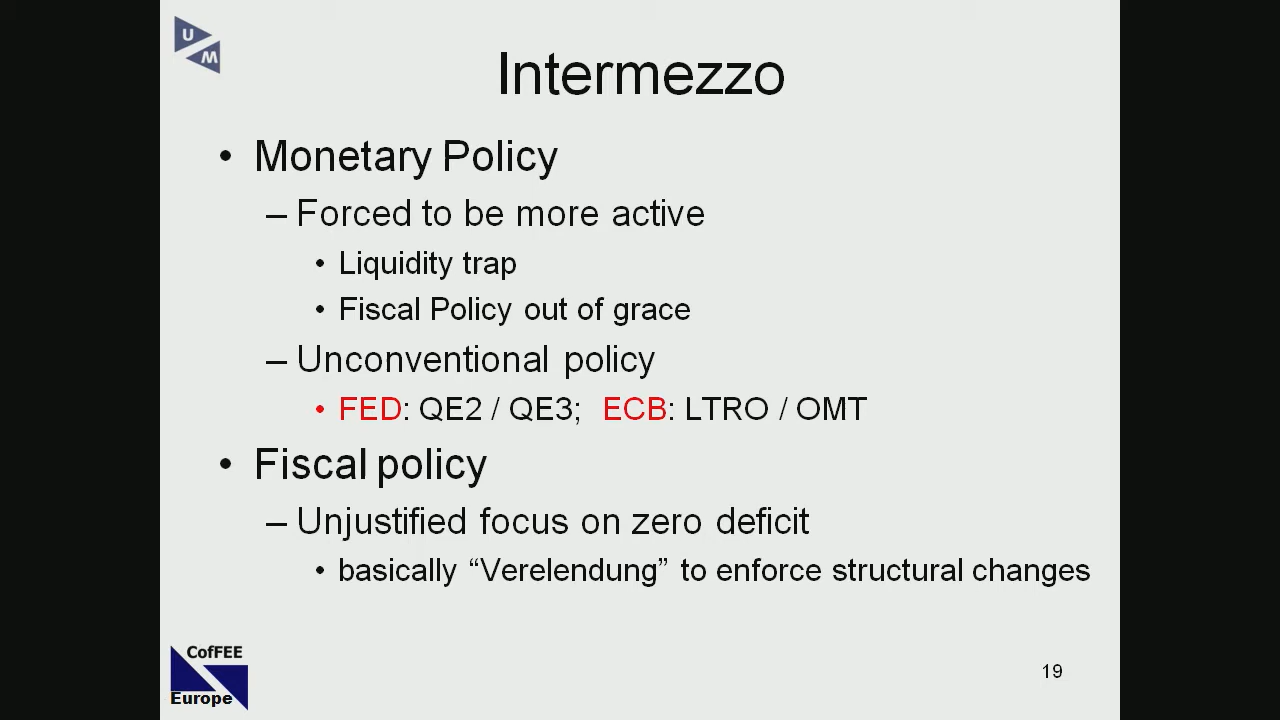 U
M
Intermezzo
• Monetary Policy
– Forced to be more active
• Liquidity trap
• Fiscal Policy out of grace
– Unconventional policy
• FED: QE2 / QE3; ECB: LTRO / OMT
• Fiscal policy
– Unjustified focus on zero deficit
• basically “Verelendung” to enforce structural changes
CofFEE
Europe
19